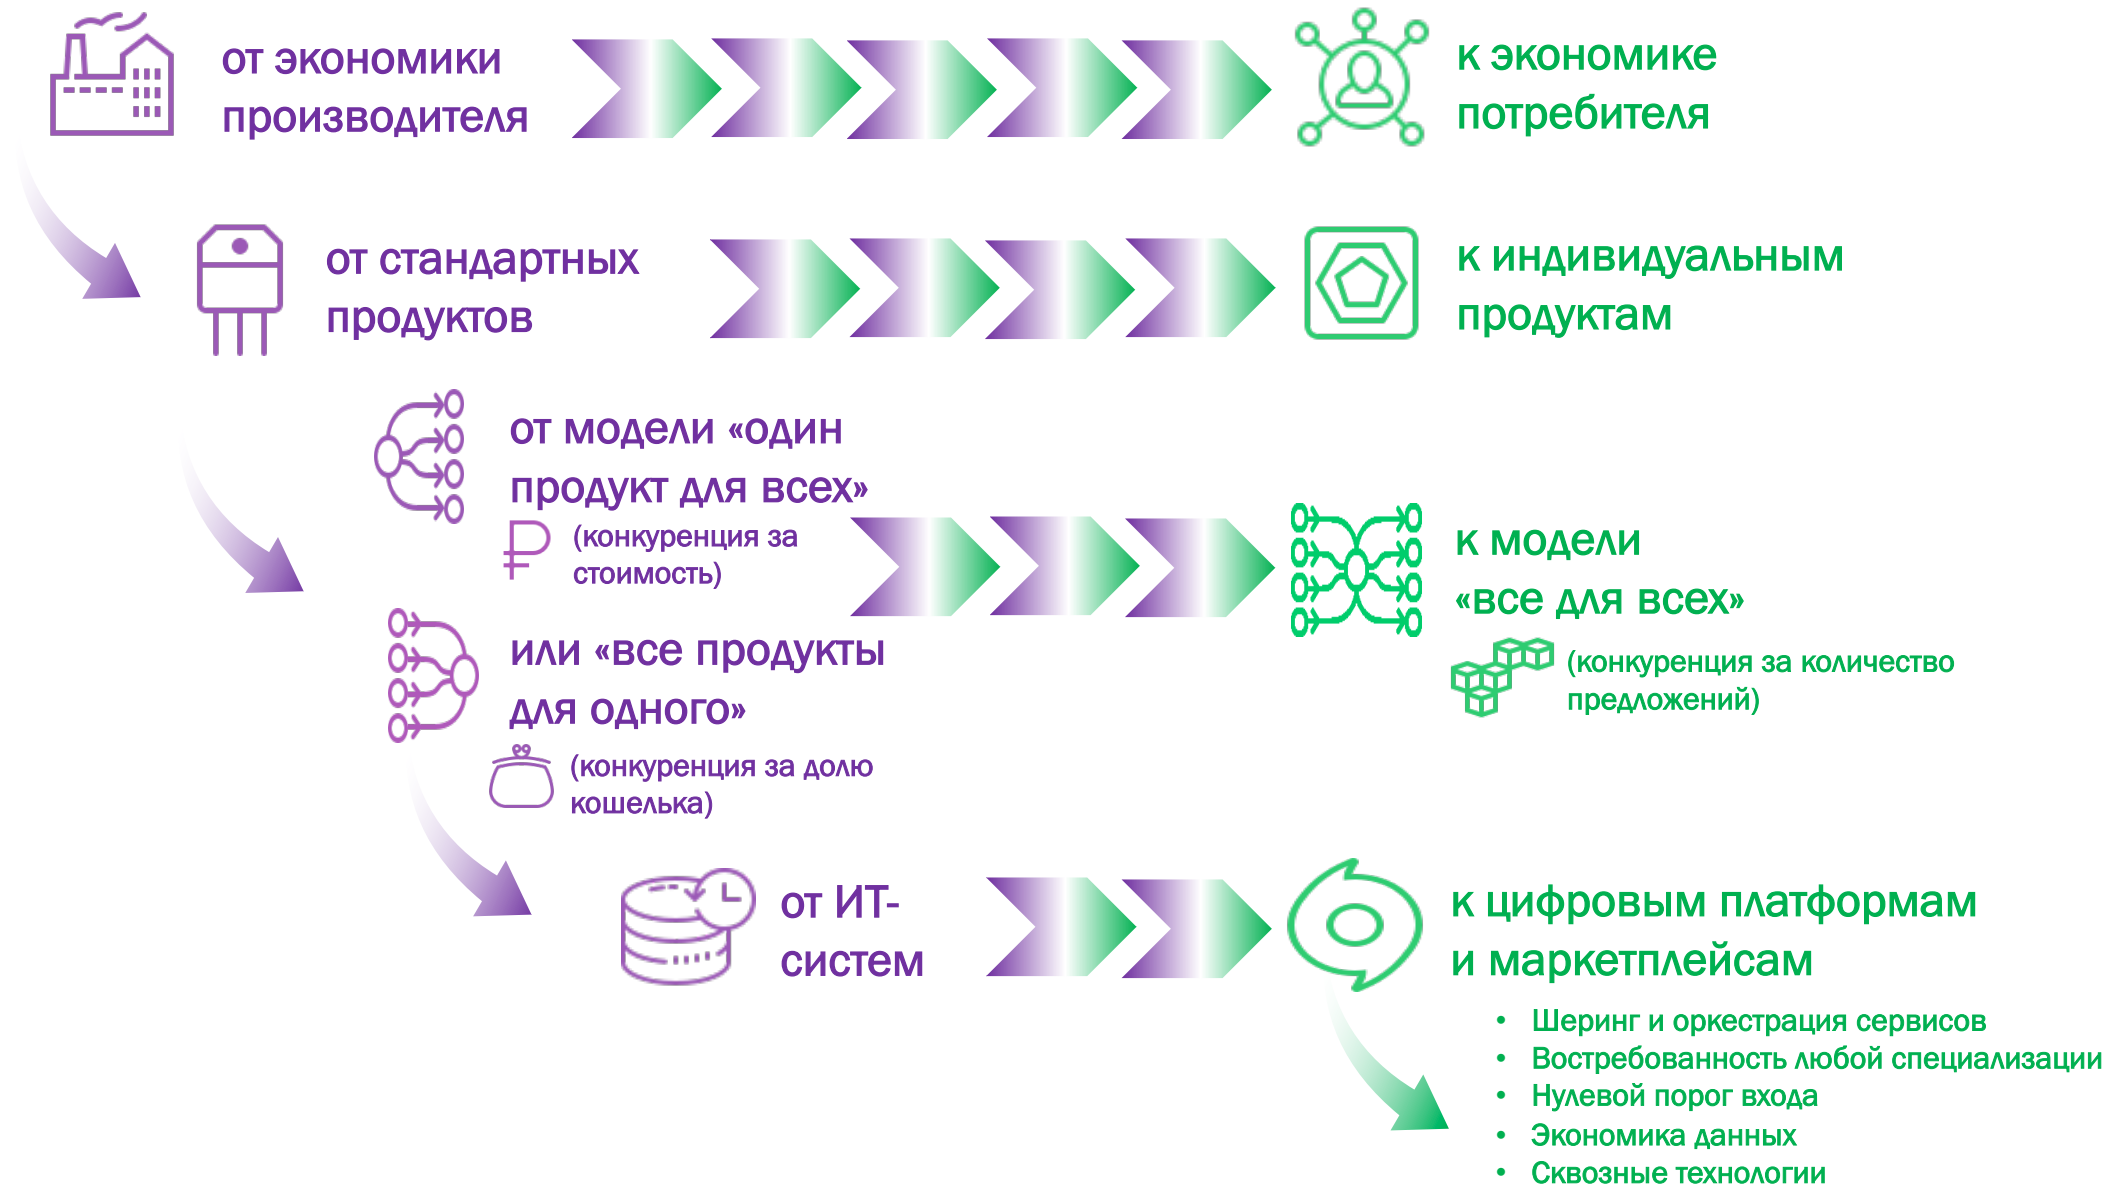 от экономики
производителя
к экономике
потребителя
от стандартных
продуктов
к индивидуальным
продуктам
от модели «один
продукт для всех»
(конкуренция за
стоимость)
или «все продукты
для одного»
(конкуренция за долю
кошелька)
к модели
«все для всех»
(конкуренция за количество
предложений)
от ИТ-
систем
к цифровым платформам
и маркетплейсам
• Шеринг и оркестрация сервисов
• Востребованность любой специализации
• Нулевой порог входа
• Экономика данных
• Сквозные технологии